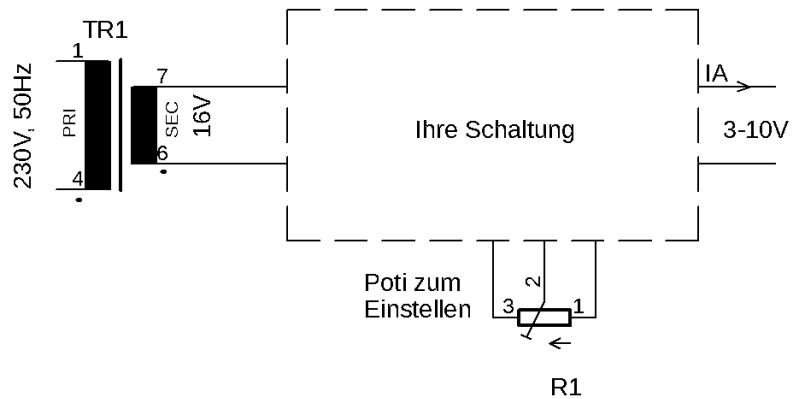 TR1
1
7
230V, 50Hz
PRI
SEC
16V
4
6
Ihre Schaltung
IA
3-10V
Poti zum
Einstellen
2
3
1
R1